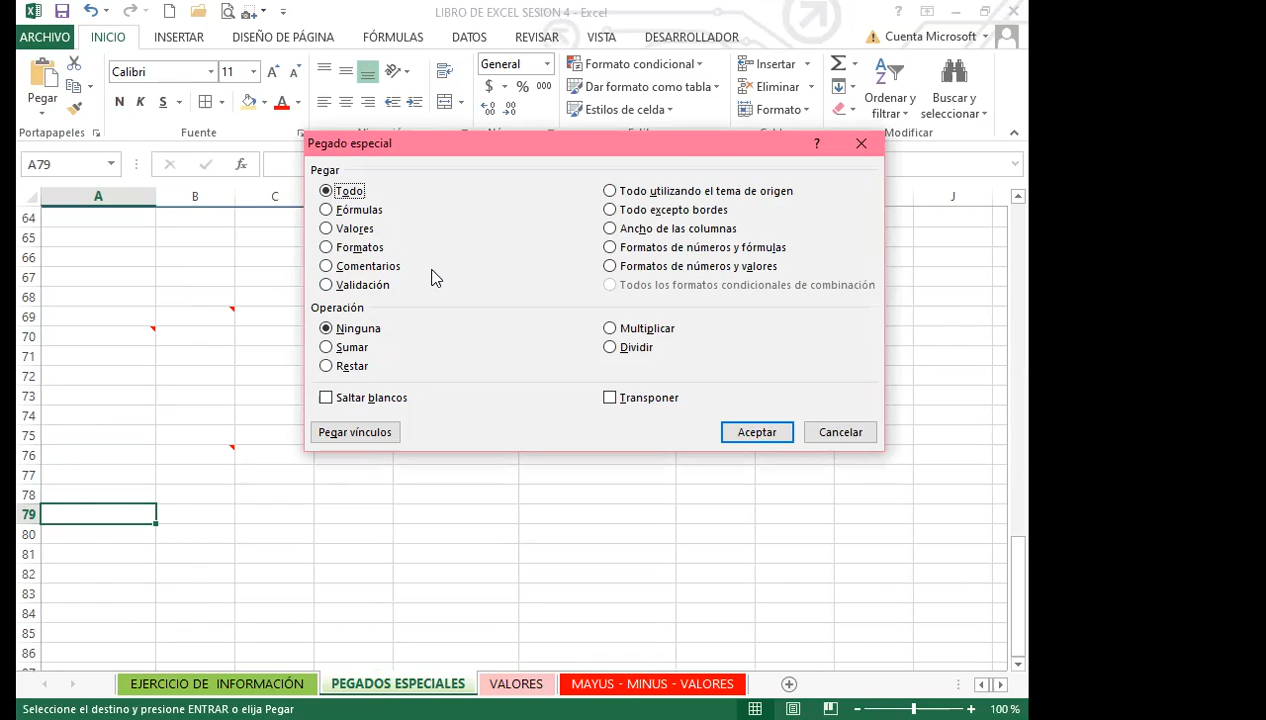 LIBRO DE EXCEL SESION 4 - Excel
?
ARCHIVO INICIO INSERTAR DISEÑO DE PÁGINA FÓRMULAS DATOS REVISAR VISTA DESARROLLADOR Cuenta Microsoft
Pegar
Portapapeles
Calibri 11
N K S
Fuente
General
$ % 000
Formato condicional
Dar formato como tabla
Estilos de celda
Insertar
Eliminar
Formato
Ordenar y
filtrar
Buscar y
seleccionar
Modificar
A79
fx
A B C J
64
65
66
67
68
69
70
71
72
73
74
75
76
77
78
79
80
81
82
83
84
85
86
Pegado especial ?
Pegar
Todo Todo utilizando el tema de origen
Fórmulas Todo excepto bordes
Valores Ancho de las columnas
Formatos Formatos de números y fórmulas
Comentarios Formatos de números y valores
Validación Todos los formatos condicionales de combinación
Operación
Ninguna Multiplicar
Sumar Dividir
Restar
Saltar blancos Transponer
Pegar vínculos Aceptar Cancelar
EJERCICIO DE INFORMACIÓN PEGADOS ESPECIALES VALORES MAYUS - MINUS - VALORES
Seleccione el destino y presione ENTRAR o elija Pegar 100 %